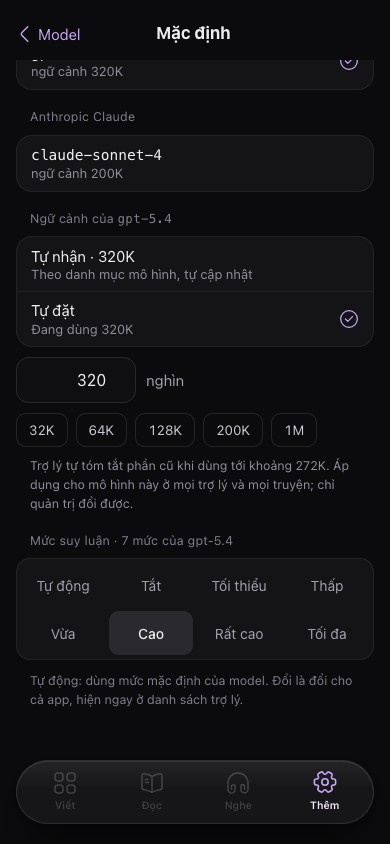 Model
Mặc định
ngữ cảnh 320K
Anthropic Claude
claude-sonnet-4
ngữ cảnh 200K
Ngữ cảnh của gpt-5.4
Tự nhận · 320K
Theo danh mục mô hình, tự cập nhật
Tự đặt
Đang dùng 320K
320 nghìn
32K 64K 128K 200K 1M
Trợ lý tự tóm tắt phần cũ khi dùng tới khoảng 272K. Áp
dụng cho mô hình này ở mọi trợ lý và mọi truyện; chỉ
quản trị đổi được.
Mức suy luận · 7 mức của gpt-5.4
Tự động Tắt Tối thiểu Thấp
Vừa Cao Rất cao Tối đa
Tự động: dùng mức mặc định của model. Đổi là đổi cho
cả app, hiện ngay ở danh sách trợ lý.
Viết Đọc Nghe Thêm